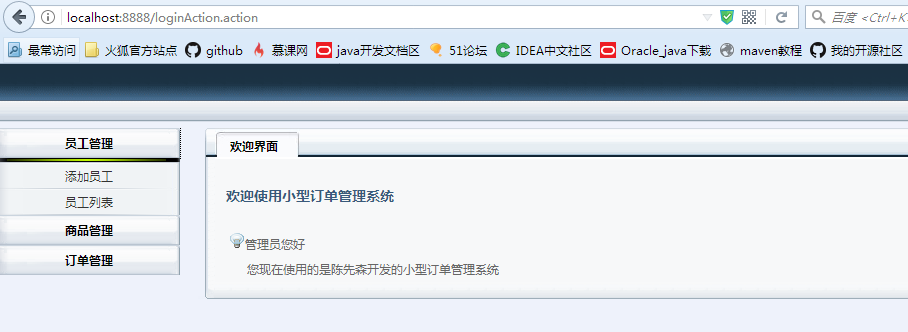 localhost:8888/loginAction.action 百度 <Ctrl+K
最常访问 火狐官方站点 github 慕课网 java开发文档区 51论坛 IDEA中文社区 Oracle_java下载 maven教程 我的开源社区
员工管理
欢迎界面
添加员工
员工列表
欢迎使用小型订单管理系统
商品管理
管理员您好
订单管理
您现在使用的是陈先森开发的小型订单管理系统